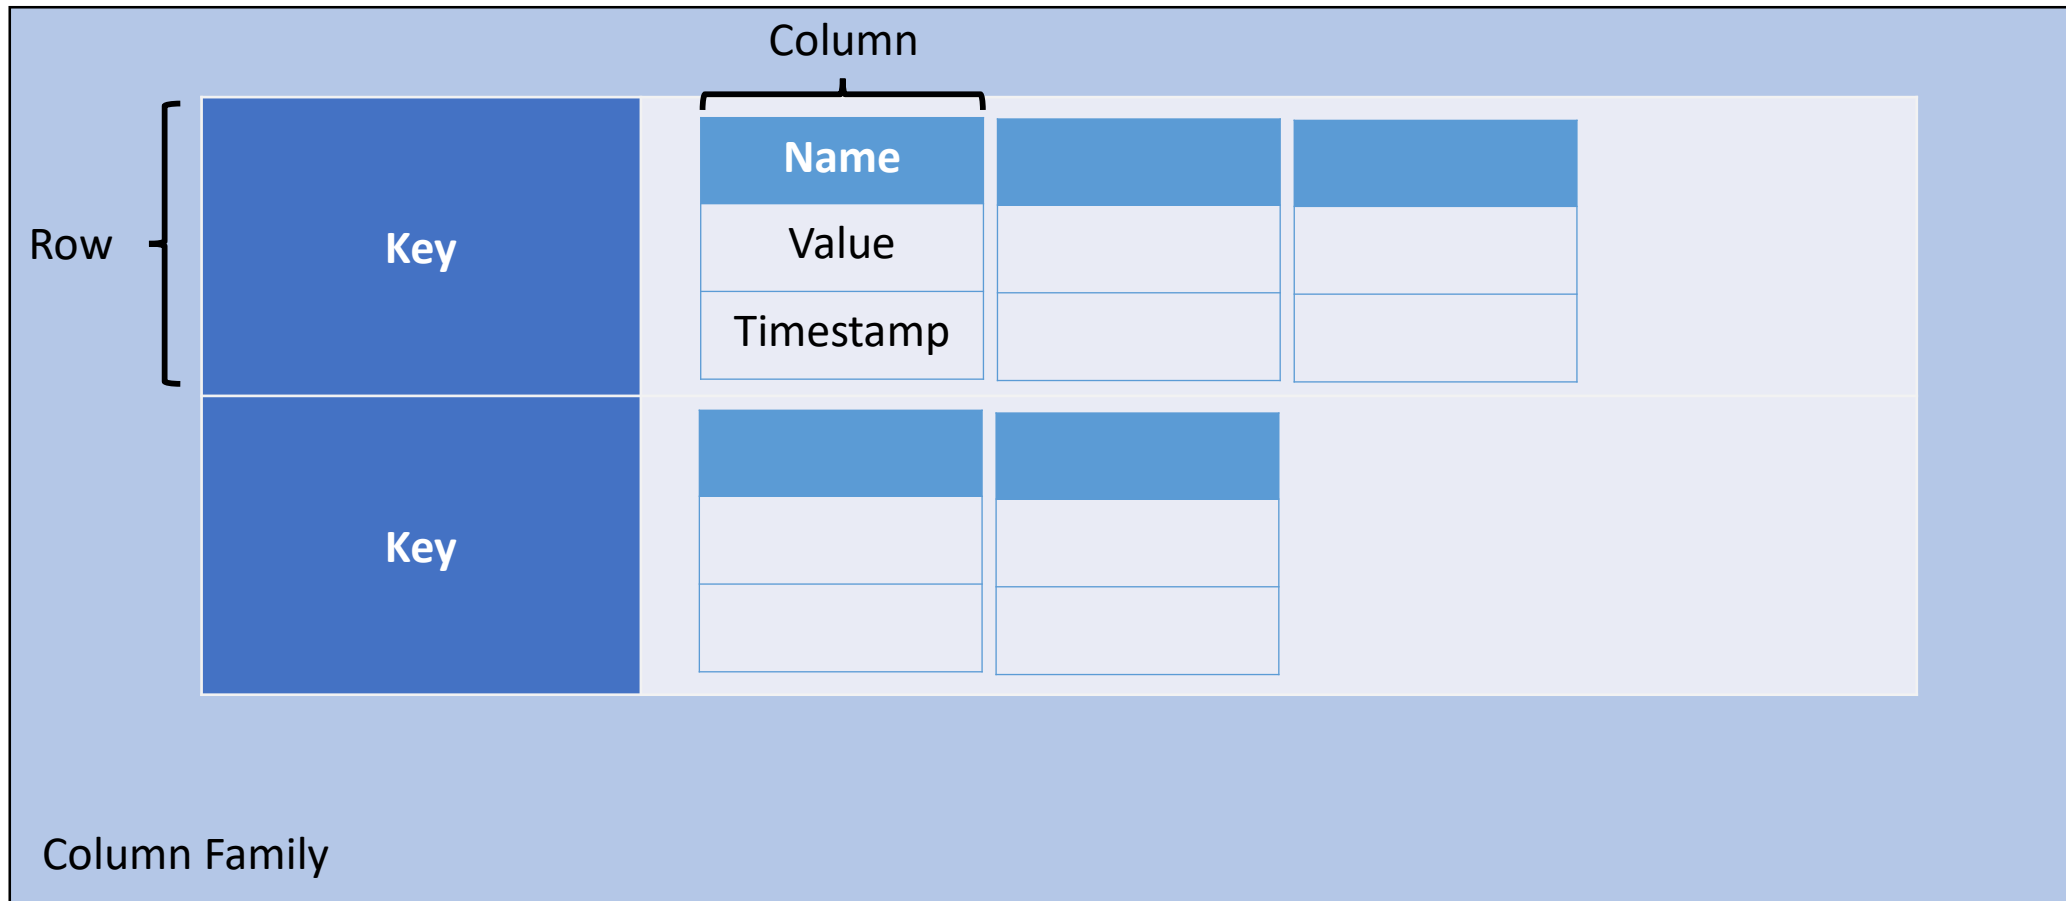 Column
Row
Key
Name
Value
Timestamp
Key
Column Family